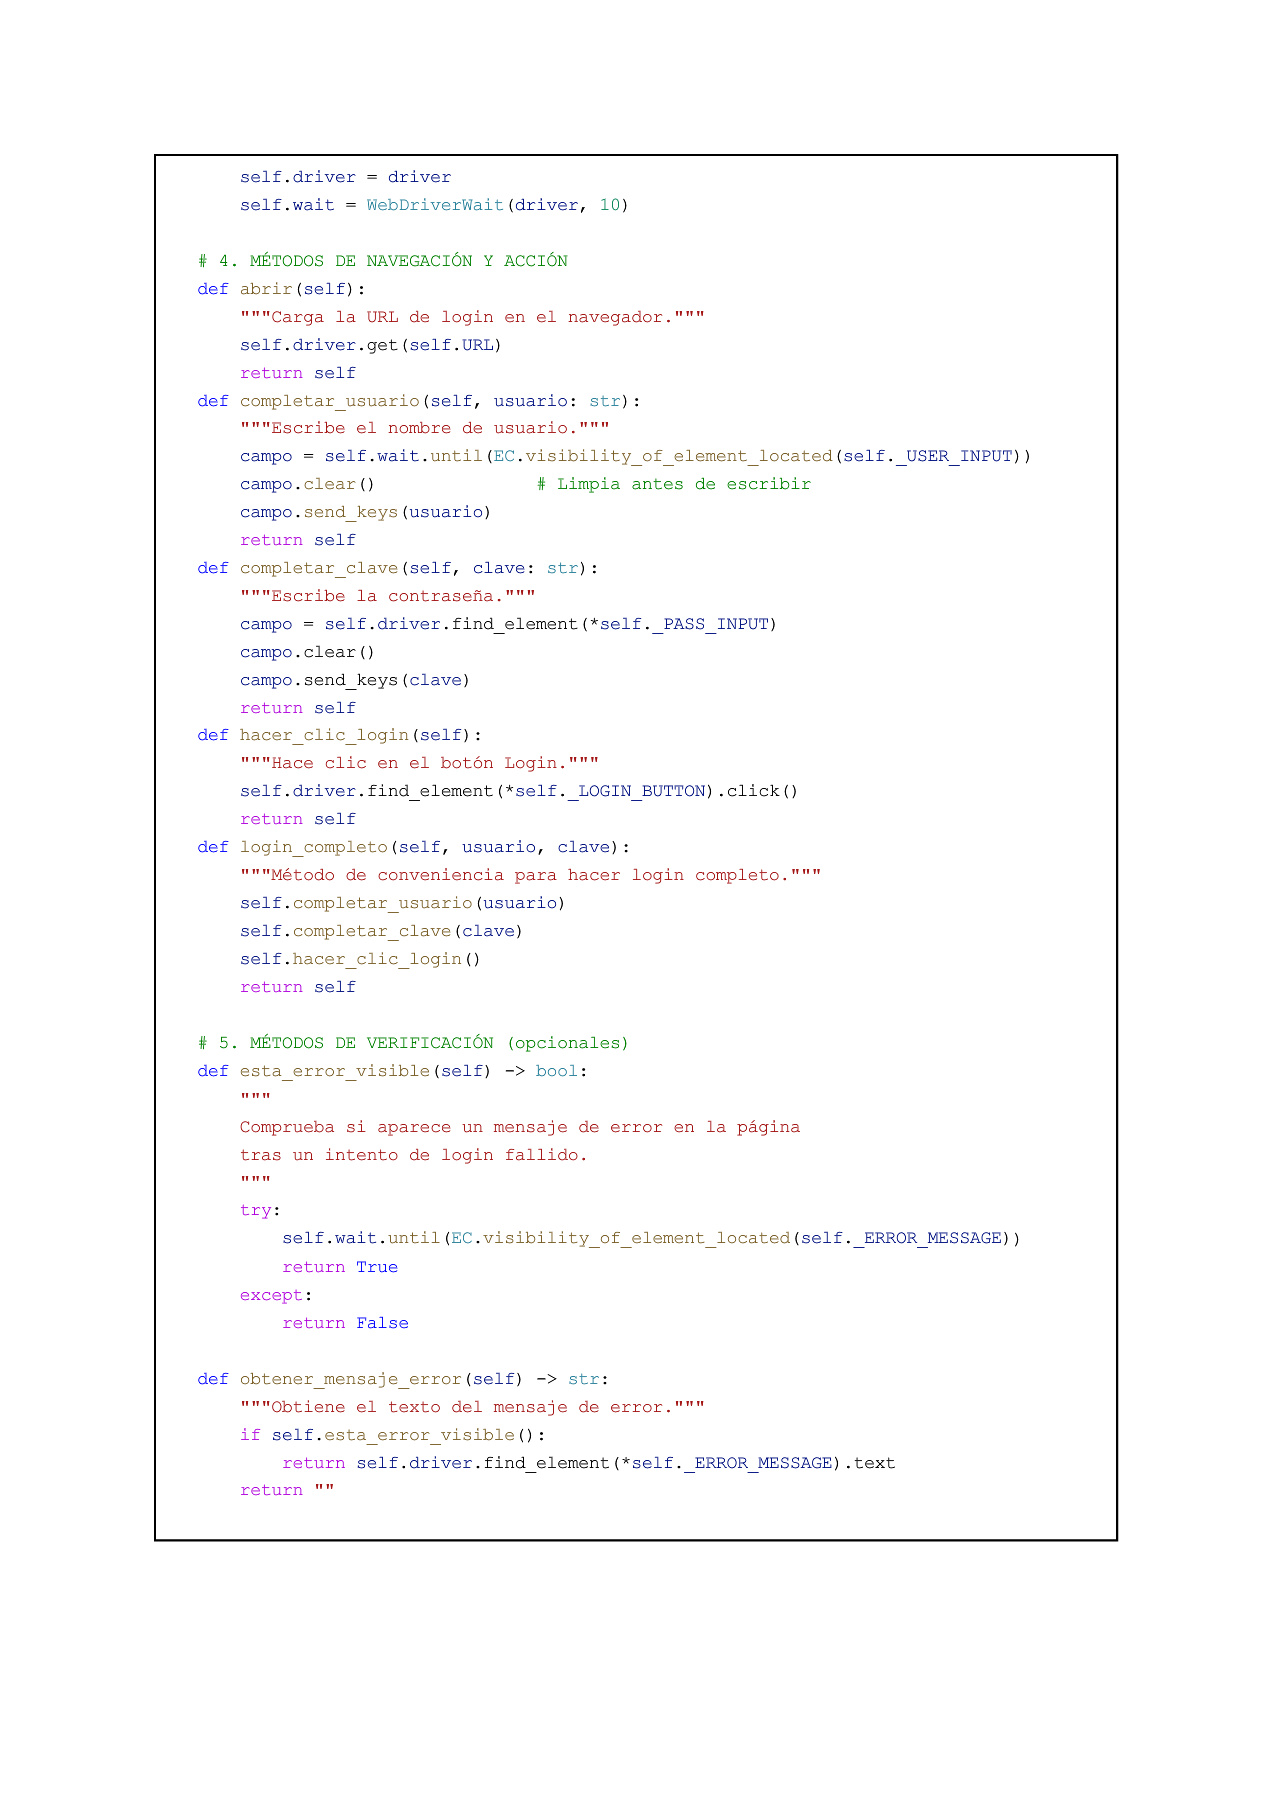 self.driver = driver
        self.wait = WebDriverWait(driver, 10)

    # 4. MÉTODOS DE NAVEGACIÓN Y ACCIÓN
    def abrir(self):
        """Carga la URL de login en el navegador."""
        self.driver.get(self.URL)
        return self
    def completar_usuario(self, usuario: str):
        """Escribe el nombre de usuario."""
        campo = self.wait.until(EC.visibility_of_element_located(self._USER_INPUT))
        campo.clear()               # Limpia antes de escribir
        campo.send_keys(usuario)
        return self
    def completar_clave(self, clave: str):
        """Escribe la contraseña."""
        campo = self.driver.find_element(*self._PASS_INPUT)
        campo.clear()
        campo.send_keys(clave)
        return self
    def hacer_clic_login(self):
        """Hace clic en el botón Login."""
        self.driver.find_element(*self._LOGIN_BUTTON).click()
        return self
    def login_completo(self, usuario, clave):
        """Método de conveniencia para hacer login completo."""
        self.completar_usuario(usuario)
        self.completar_clave(clave)
        self.hacer_clic_login()
        return self

    # 5. MÉTODOS DE VERIFICACIÓN (opcionales)
    def esta_error_visible(self) -> bool:
        """
        Comprueba si aparece un mensaje de error en la página
        tras un intento de login fallido.
        """
        try:
            self.wait.until(EC.visibility_of_element_located(self._ERROR_MESSAGE))
            return True
        except:
            return False

    def obtener_mensaje_error(self) -> str:
        """Obtiene el texto del mensaje de error."""
        if self.esta_error_visible():
            return self.driver.find_element(*self._ERROR_MESSAGE).text
        return ""